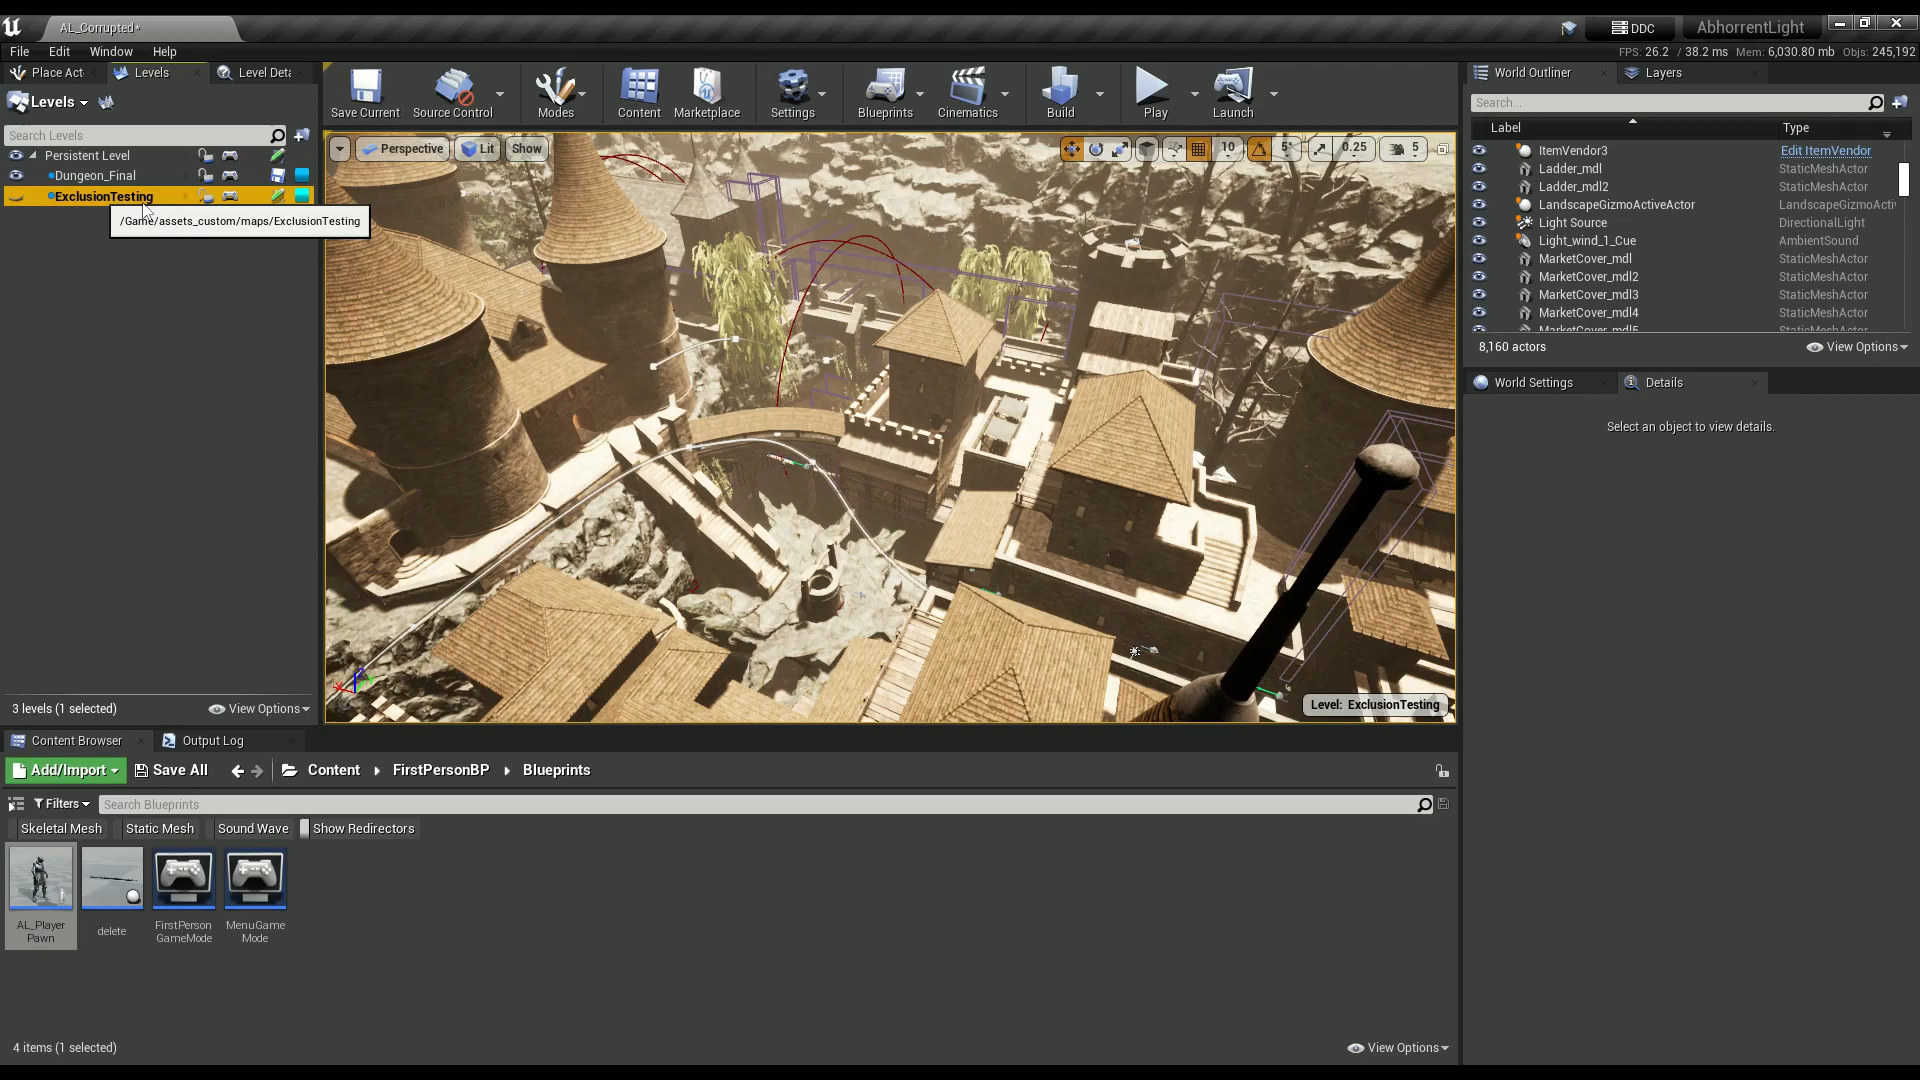 AL_Corrupted*
DDC
AbhorrentLight
File Edit Window Help
FPS: 26.2 / 38.2 ms Mem: 6,030.80 mb Objs: 245,192
Place Act Levels Level Deta
Levels
Search Levels
Persistent Level
Dungeon_Final
ExclusionTesting
/Game/assets_custom/maps/ExclusionTesting
3 levels (1 selected)
View Options
Save Current Source Control Modes Content Marketplace Settings Blueprints Cinematics Build Play Launch
Perspective Lit Show
10 5° 0.25 5
Level: ExclusionTesting
World Outliner Layers
Search...
Label Type
ItemVendor3 Edit ItemVendor
Ladder_mdl StaticMeshActor
Ladder_mdl2 StaticMeshActor
LandscapeGizmoActiveActor LandscapeGizmoActiv
Light Source DirectionalLight
Light_wind_1_Cue AmbientSound
MarketCover_mdl StaticMeshActor
MarketCover_mdl2 StaticMeshActor
MarketCover_mdl3 StaticMeshActor
MarketCover_mdl4 StaticMeshActor
MarketCover_mdl5 StaticMeshActor
8,160 actors
View Options
World Settings Details
Select an object to view details.
Content Browser Output Log
Add/Import Save All Content FirstPersonBP Blueprints
Filters Search Blueprints
Skeletal Mesh Static Mesh Sound Wave Show Redirectors
AL_Player
Pawn
delete
FirstPerson
GameMode
MenuGame
Mode
4 items (1 selected)
View Options